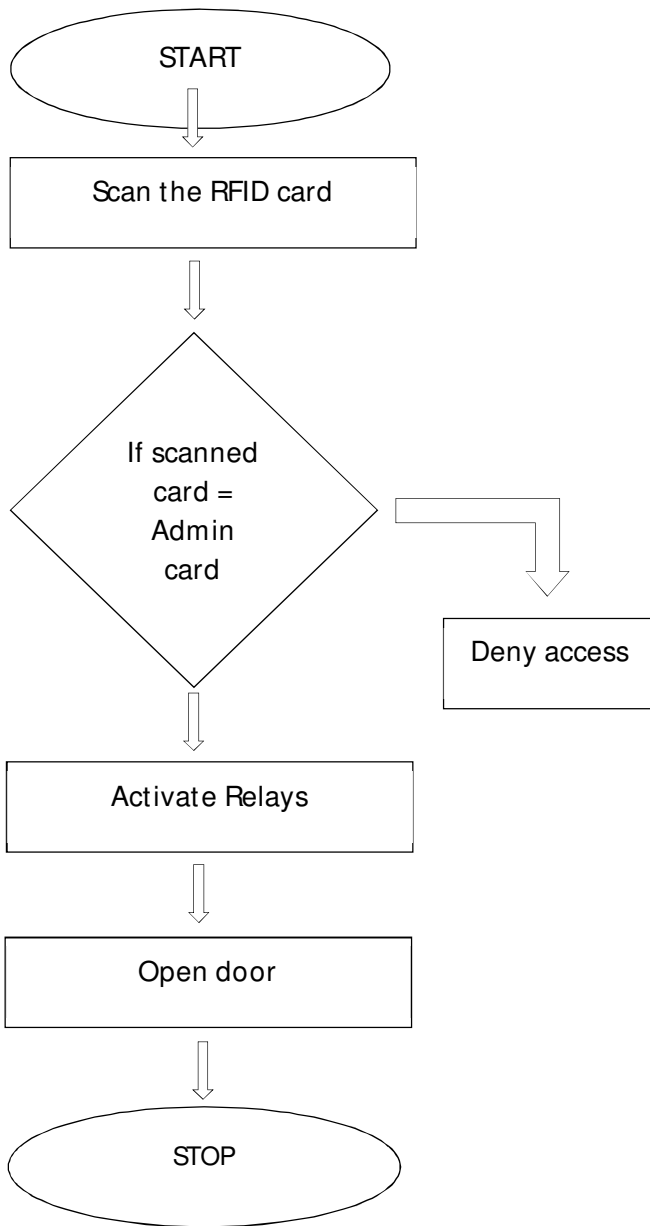 START
Scan the RFID card
If scanned
card =
Admin
card
Deny access
Activate Relays
Open door
STOP